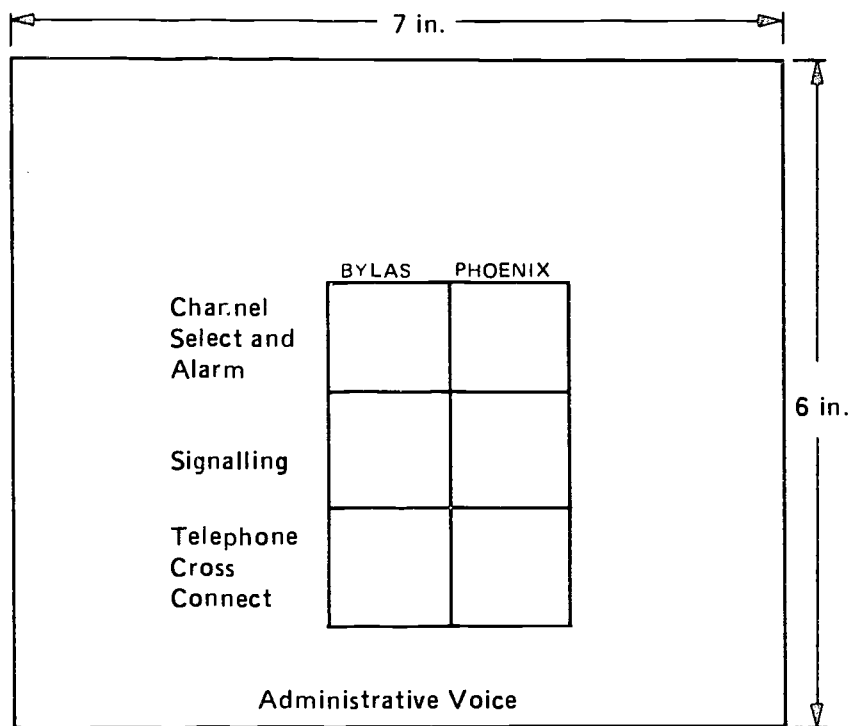 7 in.
BYLAS PHOENIX
Channel
Select and
Alarm
6 in.
Signalling
Telephone
Cross
Connect
Administrative Voice